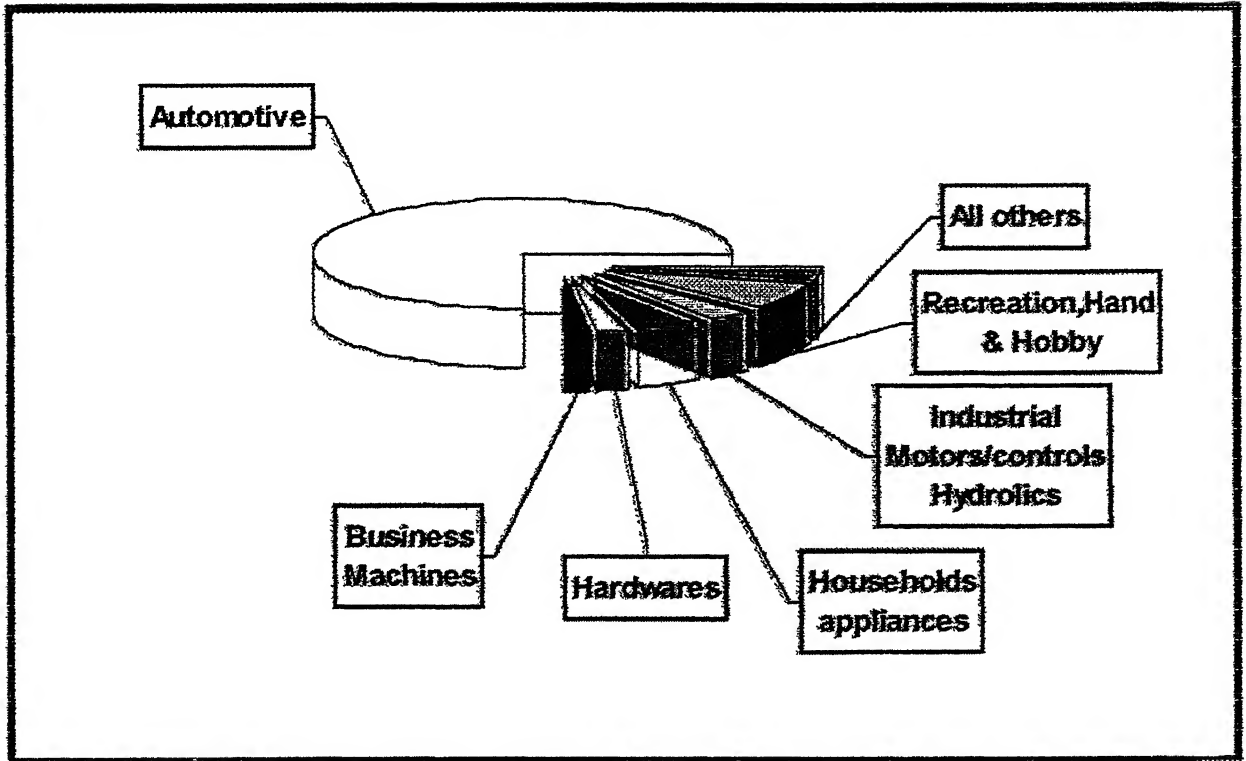 Automotive
All others
Recreation,Hand
& Hobby
Industrial
Motors/controls
Hydrolics
Business
Machines
Hardwares
Households
appliances